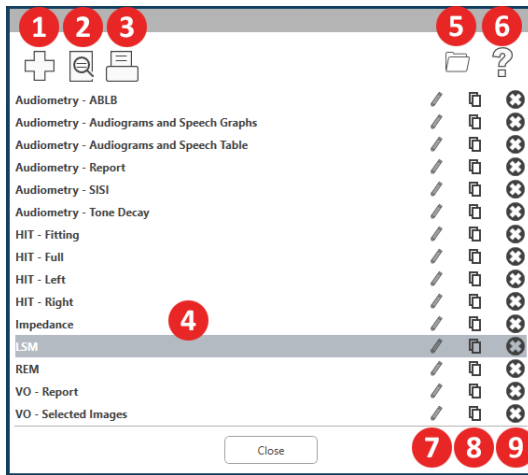 1 2 3 5 6
Audiometry - ABLB
Audiometry - Audiograms and Speech Graphs
Audiometry - Audiograms and Speech Table
Audiometry - Report
Audiometry - SISI
Audiometry - Tone Decay
HIT - Fitting
HIT - Full
HIT - Left
HIT - Right
Impedance
4
LSM
REM
VO - Report
VO - Selected Images
Close
7 8 9